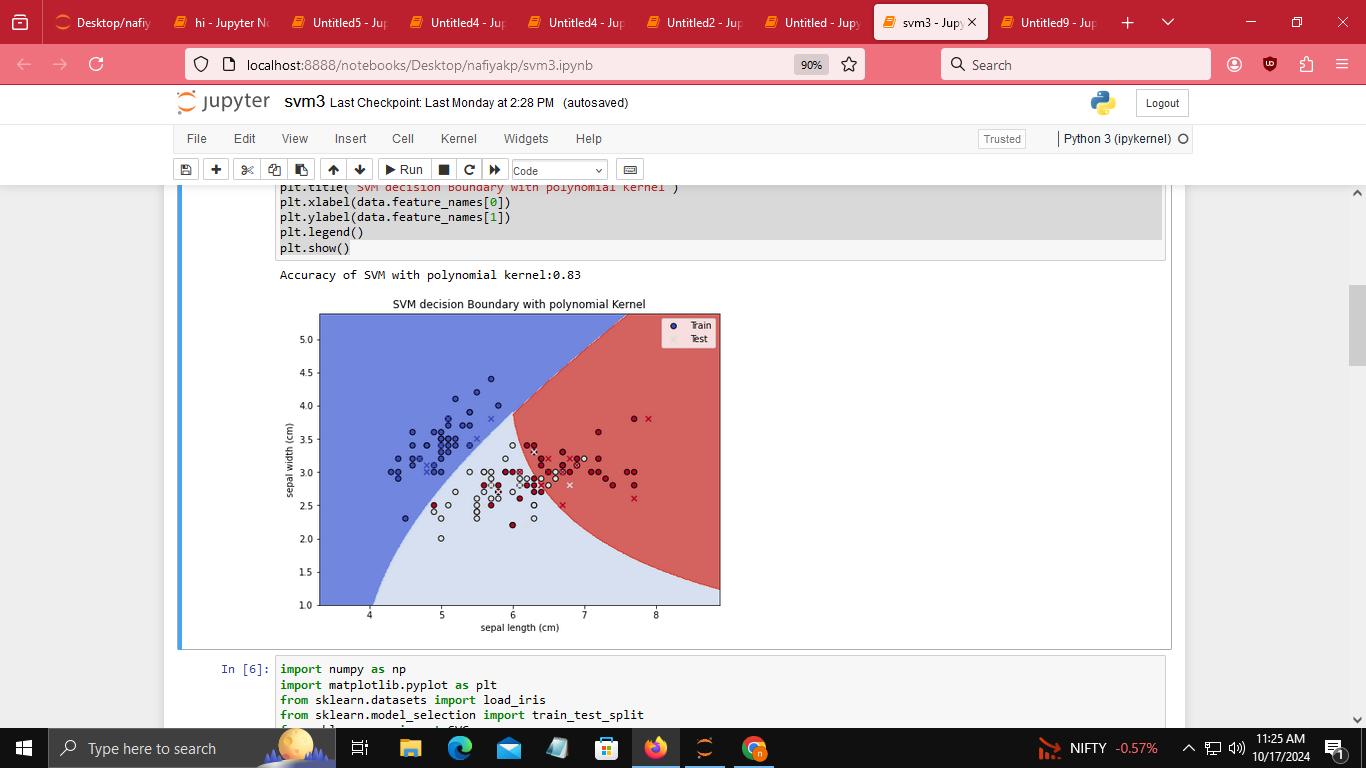 Desktop/nafiy
hi - Jupyter No
Untitled5 - Jup
Untitled4 - Jup
Untitled4 - Jup
Untitled2 - Jup
Untitled - Jupy
svm3 - Jupy
Untitled9 - Jup
localhost:8888/notebooks/Desktop/nafiyakp/svm3.ipynb
90%
Search
jupyter svm3 Last Checkpoint: Last Monday at 2:28 PM (autosaved)
Logout
File Edit View Insert Cell Kernel Widgets Help
Trusted
Python 3 (ipykernel)
Run
Code
plt.title('SVM decision Boundary with polynomial Kernel')
plt.xlabel(data.feature_names[0])
plt.ylabel(data.feature_names[1])
plt.legend()
plt.show()
Accuracy of SVM with polynomial kernel:0.83
SVM decision Boundary with polynomial Kernel
Train
Test
5.0
4.5
4.0
3.5
3.0
2.5
2.0
1.5
1.0
sepal width (cm)
4 5 6 7 8
sepal length (cm)
In [6]:
import numpy as np
import matplotlib.pyplot as plt
from sklearn.datasets import load_iris
from sklearn.model_selection import train_test_split
Type here to search
NIFTY -0.57%
11:25 AM
10/17/2024
1